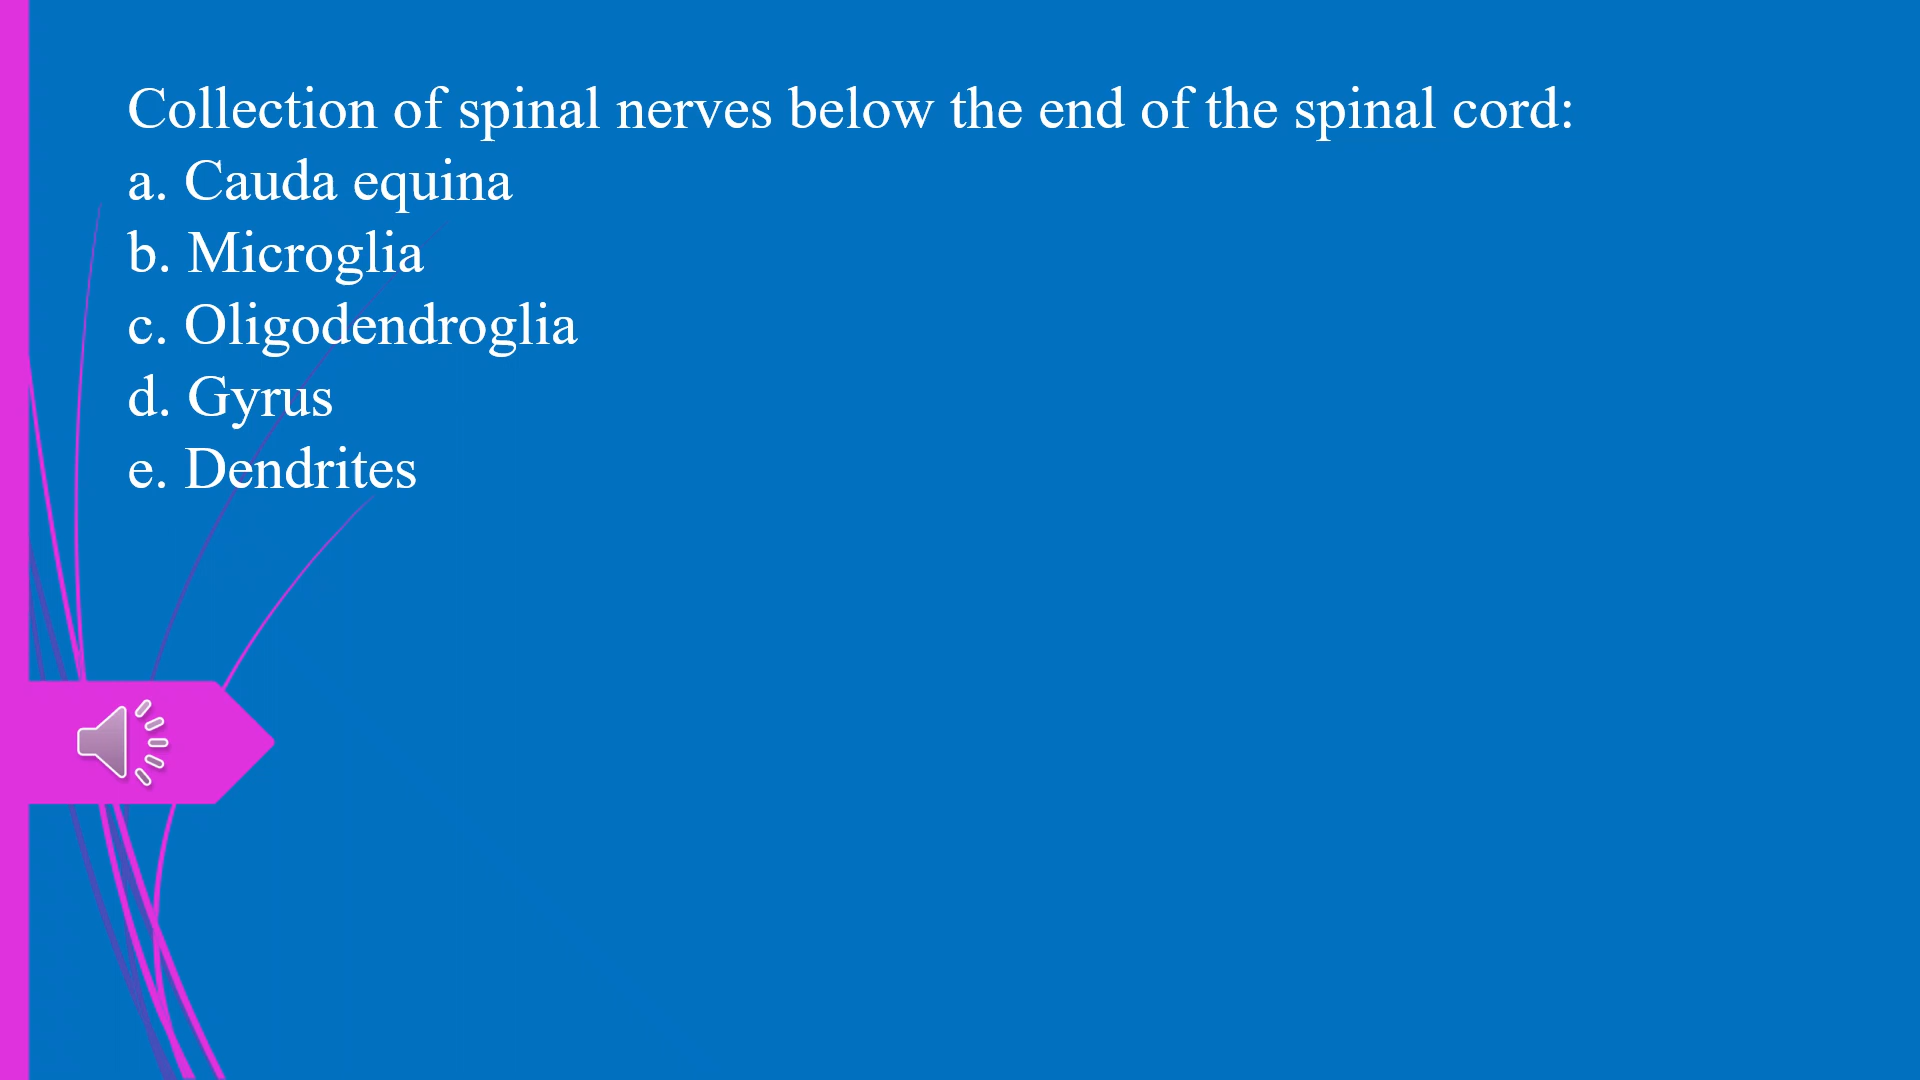 Collection of spinal nerves below the end of the spinal cord:
a. Cauda equina
b. Microglia
c. Oligodendroglia
d. Gyrus
e. Dendrites